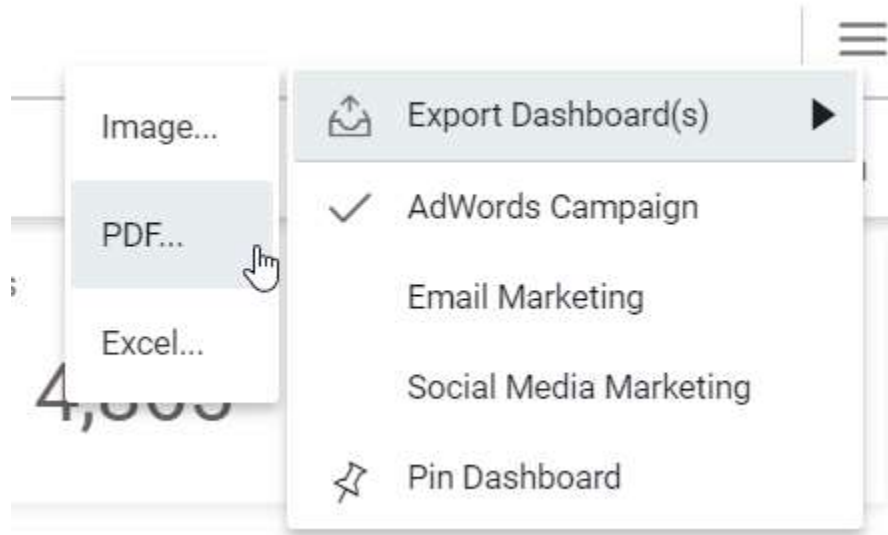 Image...
PDF...
Excel...
Export Dashboard(s)
AdWords Campaign
Email Marketing
Social Media Marketing
Pin Dashboard